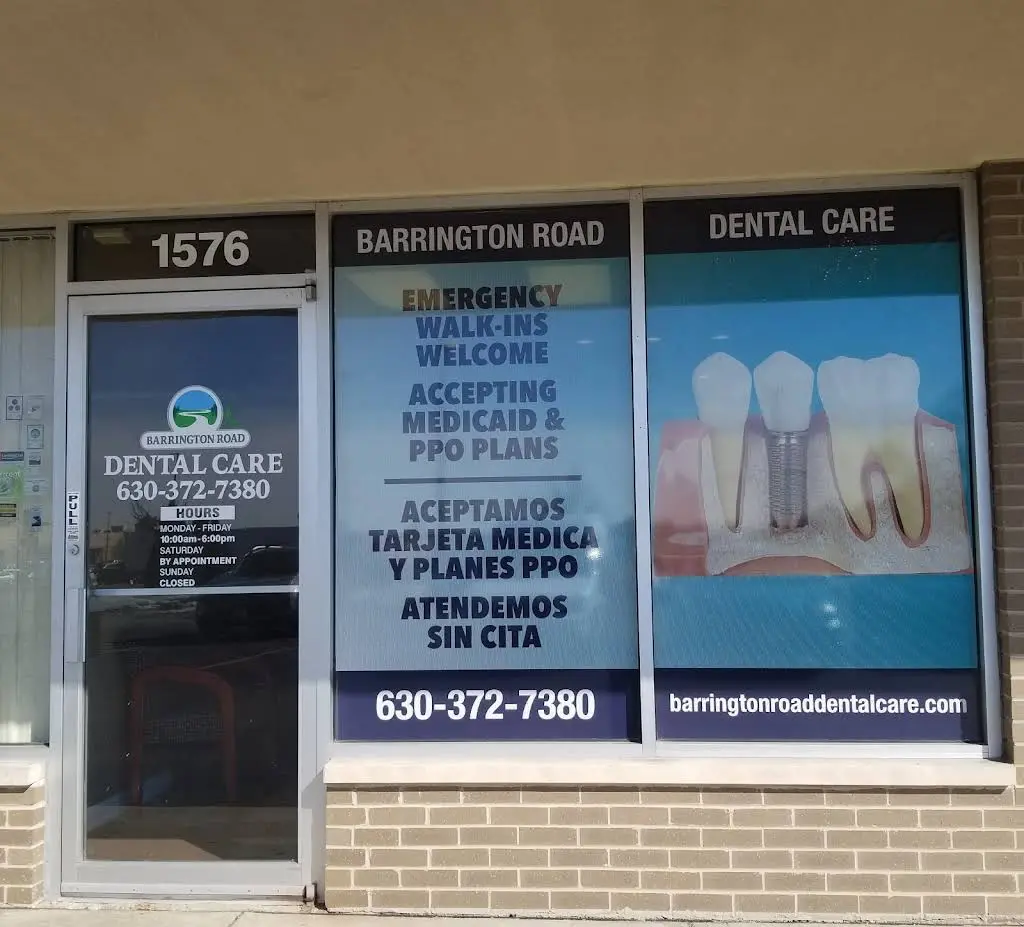 1576
BARRINGTON ROAD
DENTAL CARE
630-372-7380
HOURS
MONDAY - FRIDAY
10:00am-6:00pm
SATURDAY
BY APPOINTMENT
SUNDAY
CLOSED
PULL
BARRINGTON ROAD
EMERGENCY
WALK-INS
WELCOME
ACCEPTING
MEDICAID &
PPO PLANS
ACEPTAMOS
TARJETA MEDICA
Y PLANES PPO
ATENDEMOS
SIN CITA
630-372-7380
DENTAL CARE
barringtonroaddentalcare.com